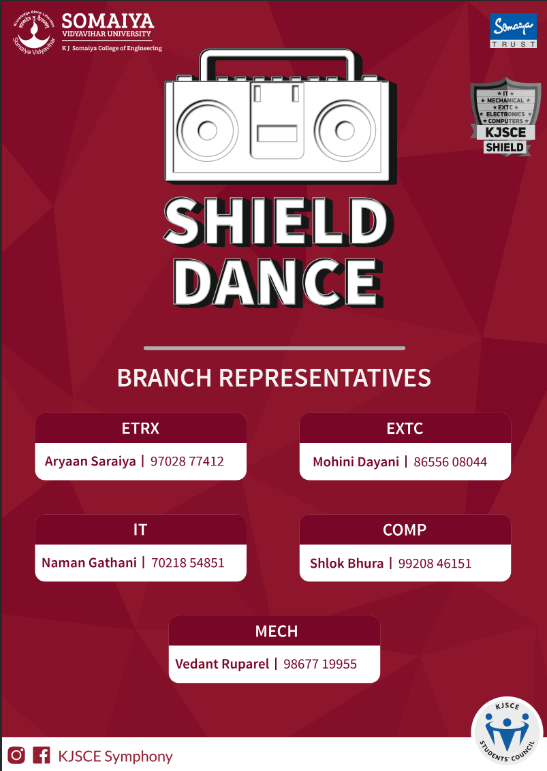 SOMAIYA
VIDYAVIHAR UNIVERSITY
K J Somaiya College of Engineering
Somaiya Vidyavihar
Somaiya
TRUST
IT
MECHANICAL
EXTC
ELECTRONICS
COMPUTERS
KJSCE
SHIELD
SHIELD
DANCE
BRANCH REPRESENTATIVES
ETRX
Aryaan Saraiya | 97028 77412
EXTC
Mohini Dayani | 86556 08044
IT
Naman Gathani | 70218 54851
COMP
Shlok Bhura | 99208 46151
MECH
Vedant Ruparel | 98677 19955
KJSCE
STUDENTS' COUNCIL
KJSCE Symphony